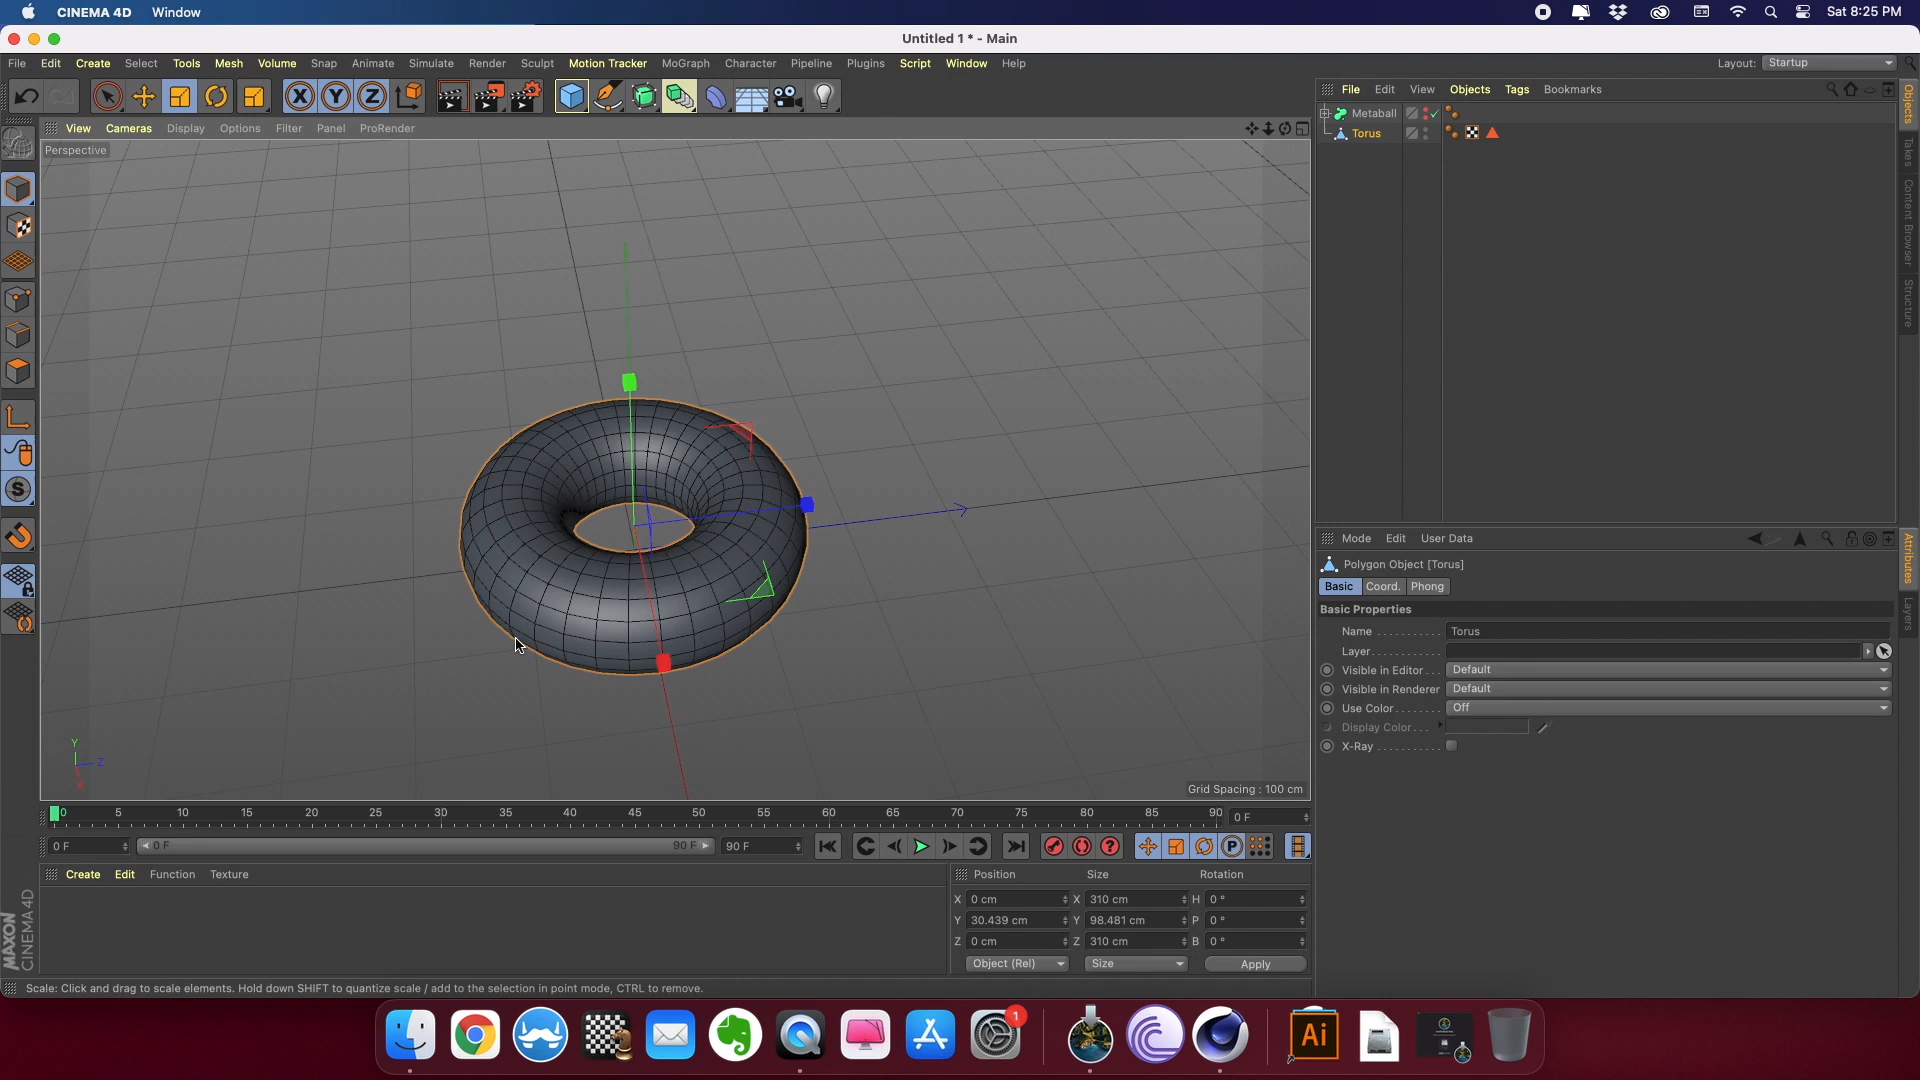 CINEMA 4D Window
Sat 8:25 PM
Untitled 1 * - Main
File Edit Create Select Tools Mesh Volume Snap Animate Simulate Render Sculpt Motion Tracker MoGraph Character Pipeline Plugins Script Window Help
Layout: Startup
X Y Z
File Edit View Objects Tags Bookmarks
View Cameras Display Options Filter Panel ProRender
Perspective
Metaball
Torus
Objects
Takes
Content Browser
Structure
S
Y
Z
X
Grid Spacing : 100 cm
Mode Edit User Data
Polygon Object [Torus]
Basic Coord. Phong
Basic Properties
Name . . . . . . . . . . . Torus
Layer. . . . . . . . . . . .
Visible in Editor . . . Default
Visible in Renderer Default
Use Color. . . . . . . . Off
Display Color. . .
X-Ray . . . . . . . . . . .
Attributes
Layers
0 5 10 15 20 25 30 35 40 45 50 55 60 65 70 75 80 85 90
0 F
0 F
0 F 90 F
90 F
P
Create Edit Function Texture
Position Size Rotation
X 0 cm X 310 cm H 0 °
Y 30.439 cm Y 98.481 cm P 0 °
Z 0 cm Z 310 cm B 0 °
Object (Rel) Size Apply
MAXON
CINEMA 4D
Scale: Click and drag to scale elements. Hold down SHIFT to quantize scale / add to the selection in point mode, CTRL to remove.
1
Ai